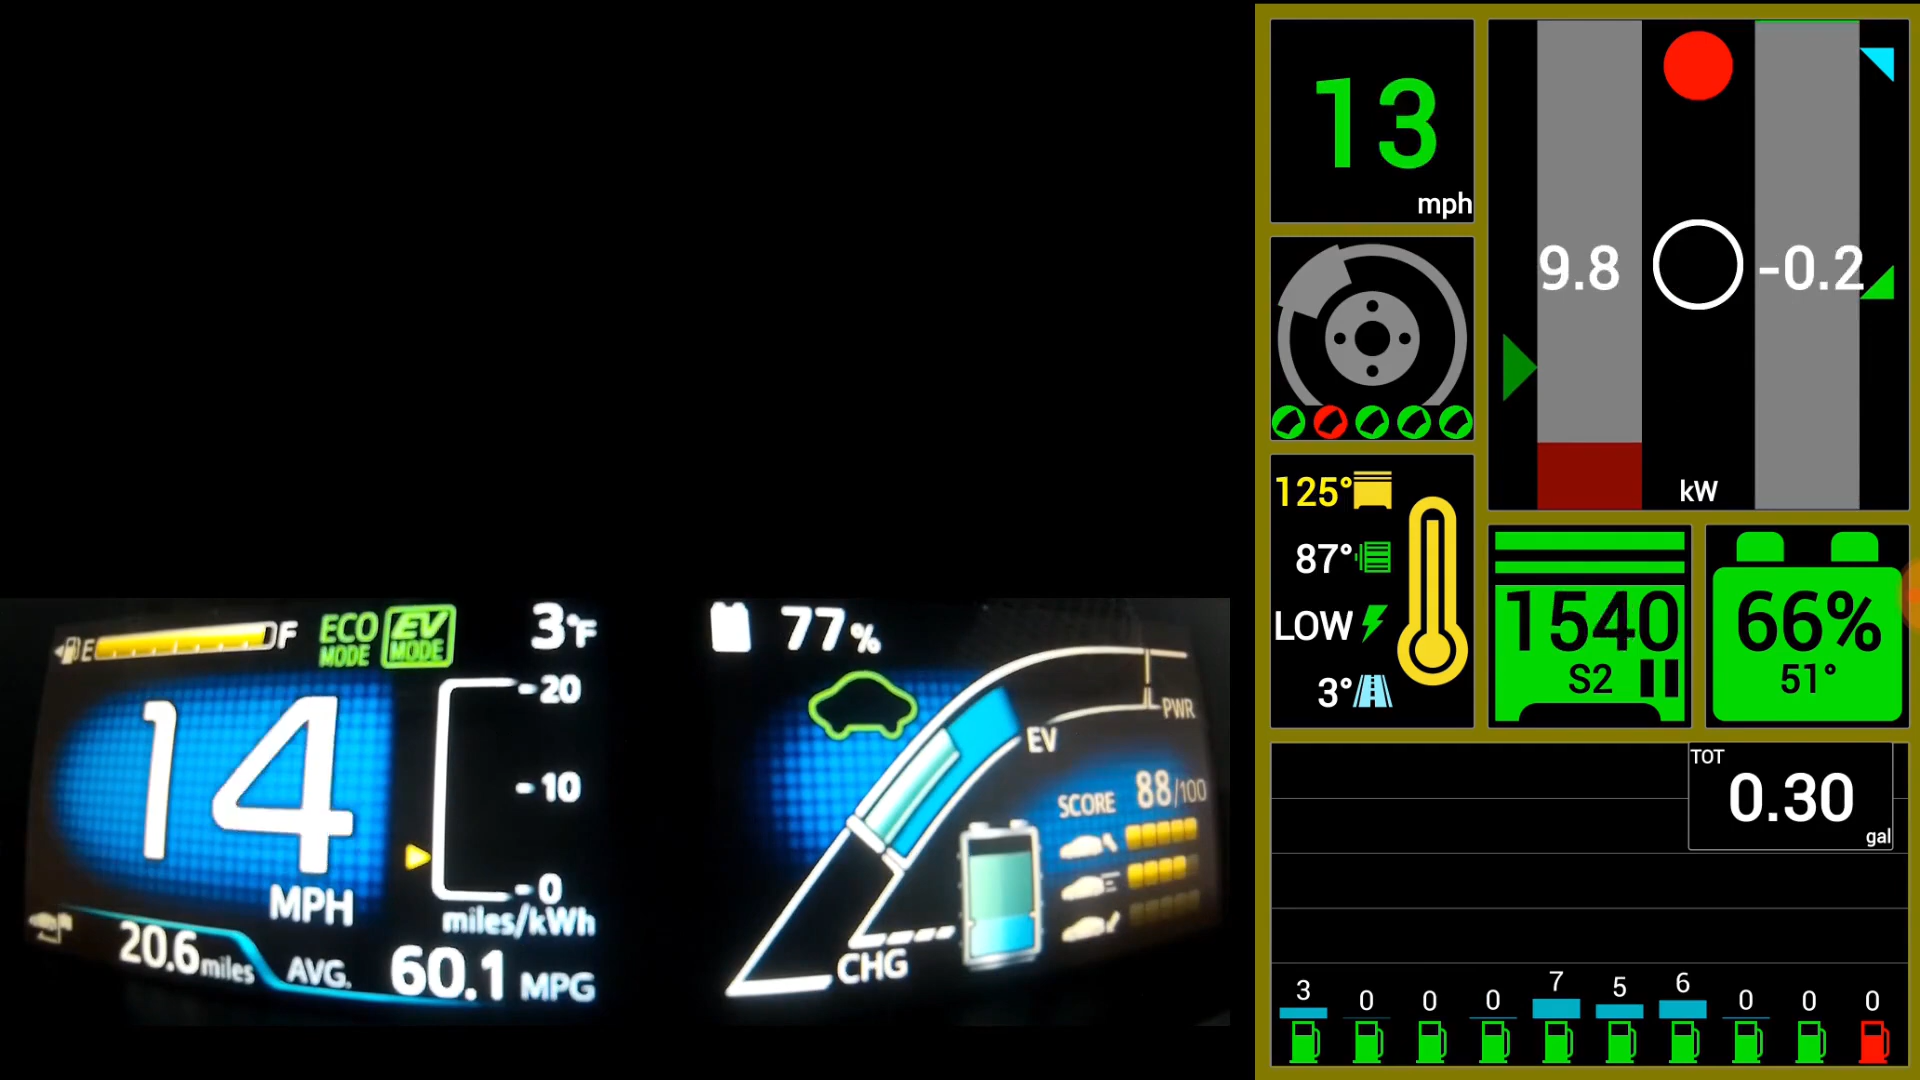 E F ECO MODE EV MODE 3°F
20
14
10
MPH
0
miles/kWh
20.6 miles AVG. 60.1 MPG
77%
PWR
EV
SCORE 88/100
CHG
13
mph
9.8 -0.2
kW
125°
87°
LOW
3°
1540
S2
66%
51°
TOT
0.30
gal
3 0 0 0 7 5 6 0 0 0